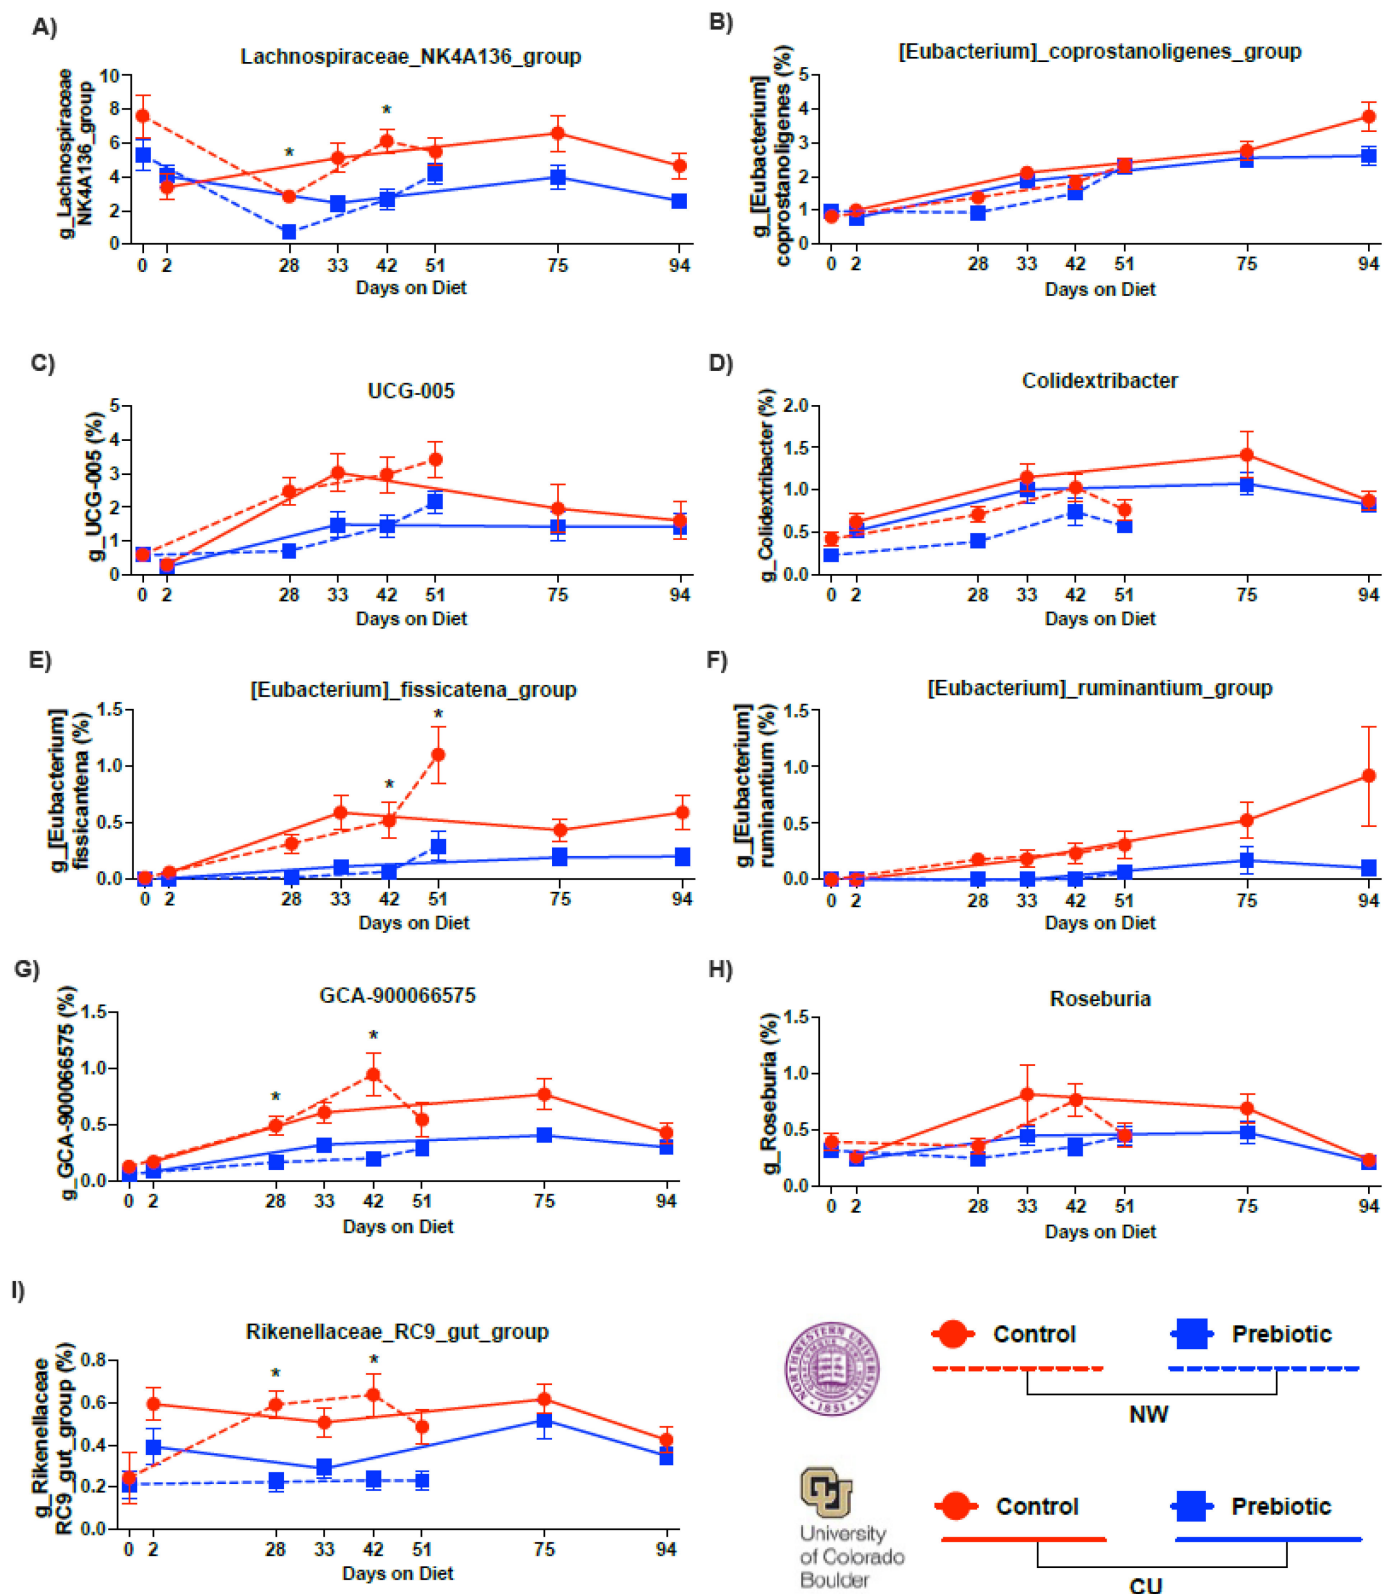 A)
Lachnospiraceae_NK4A136_group
g_Lachnospiraceae
NK4A136_group
10
8
6
4
2
0
*
*
0 2 28 33 42 51 75 94
Days on Diet
B)
[Eubacterium]_coprostanoligenes_group
g_[Eubacterium]
coprostanoligenes (%)
5
4
3
2
1
0
0 2 28 33 42 51 75 94
Days on Diet
C)
UCG-005
g_UCG-005 (%)
5
4
3
2
1
0
0 2 28 33 42 51 75 94
Days on Diet
D)
Colidextribacter
g_Colidextribacter (%)
2.0
1.5
1.0
0.5
0.0
0 2 28 33 42 51 75 94
Days on Diet
E)
[Eubacterium]_fissicatena_group
g_[Eubacterium]
fissicantena (%)
1.5
1.0
0.5
0.0
*
*
0 2 28 33 42 51 75 94
Days on Diet
F)
[Eubacterium]_ruminantium_group
g_[Eubacterium
ruminantium (%)
1.5
1.0
0.5
0.0
0 2 28 33 42 51 75 94
Days on Diet
G)
GCA-900066575
g_GCA-900066575 (%)
1.5
1.0
0.5
0.0
*
*
0 2 28 33 42 51 75 94
Days on Diet
H)
Roseburia
g_Roseburia (%)
1.5
1.0
0.5
0.0
0 2 28 33 42 51 75 94
Days on Diet
I)
Rikenellaceae_RC9_gut_group
g_Rikenellaceae
RC9_gut_group (%)
0.8
0.6
0.4
0.2
0.0
*
*
0 2 28 33 42 51 75 94
Days on Diet
NORTHWESTERN UNIVERSITY
1851
Control Prebiotic
NW
CU
University
of Colorado
Boulder
Control Prebiotic
CU